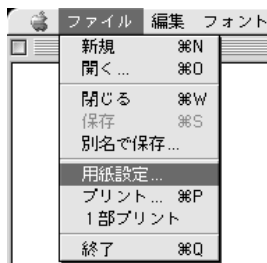 ファイル 編集 フォント
新規 ⌘N
開く... ⌘O
閉じる ⌘W
保存 ⌘S
別名で保存...
用紙設定...
プリント... ⌘P
1部プリント
終了 ⌘Q